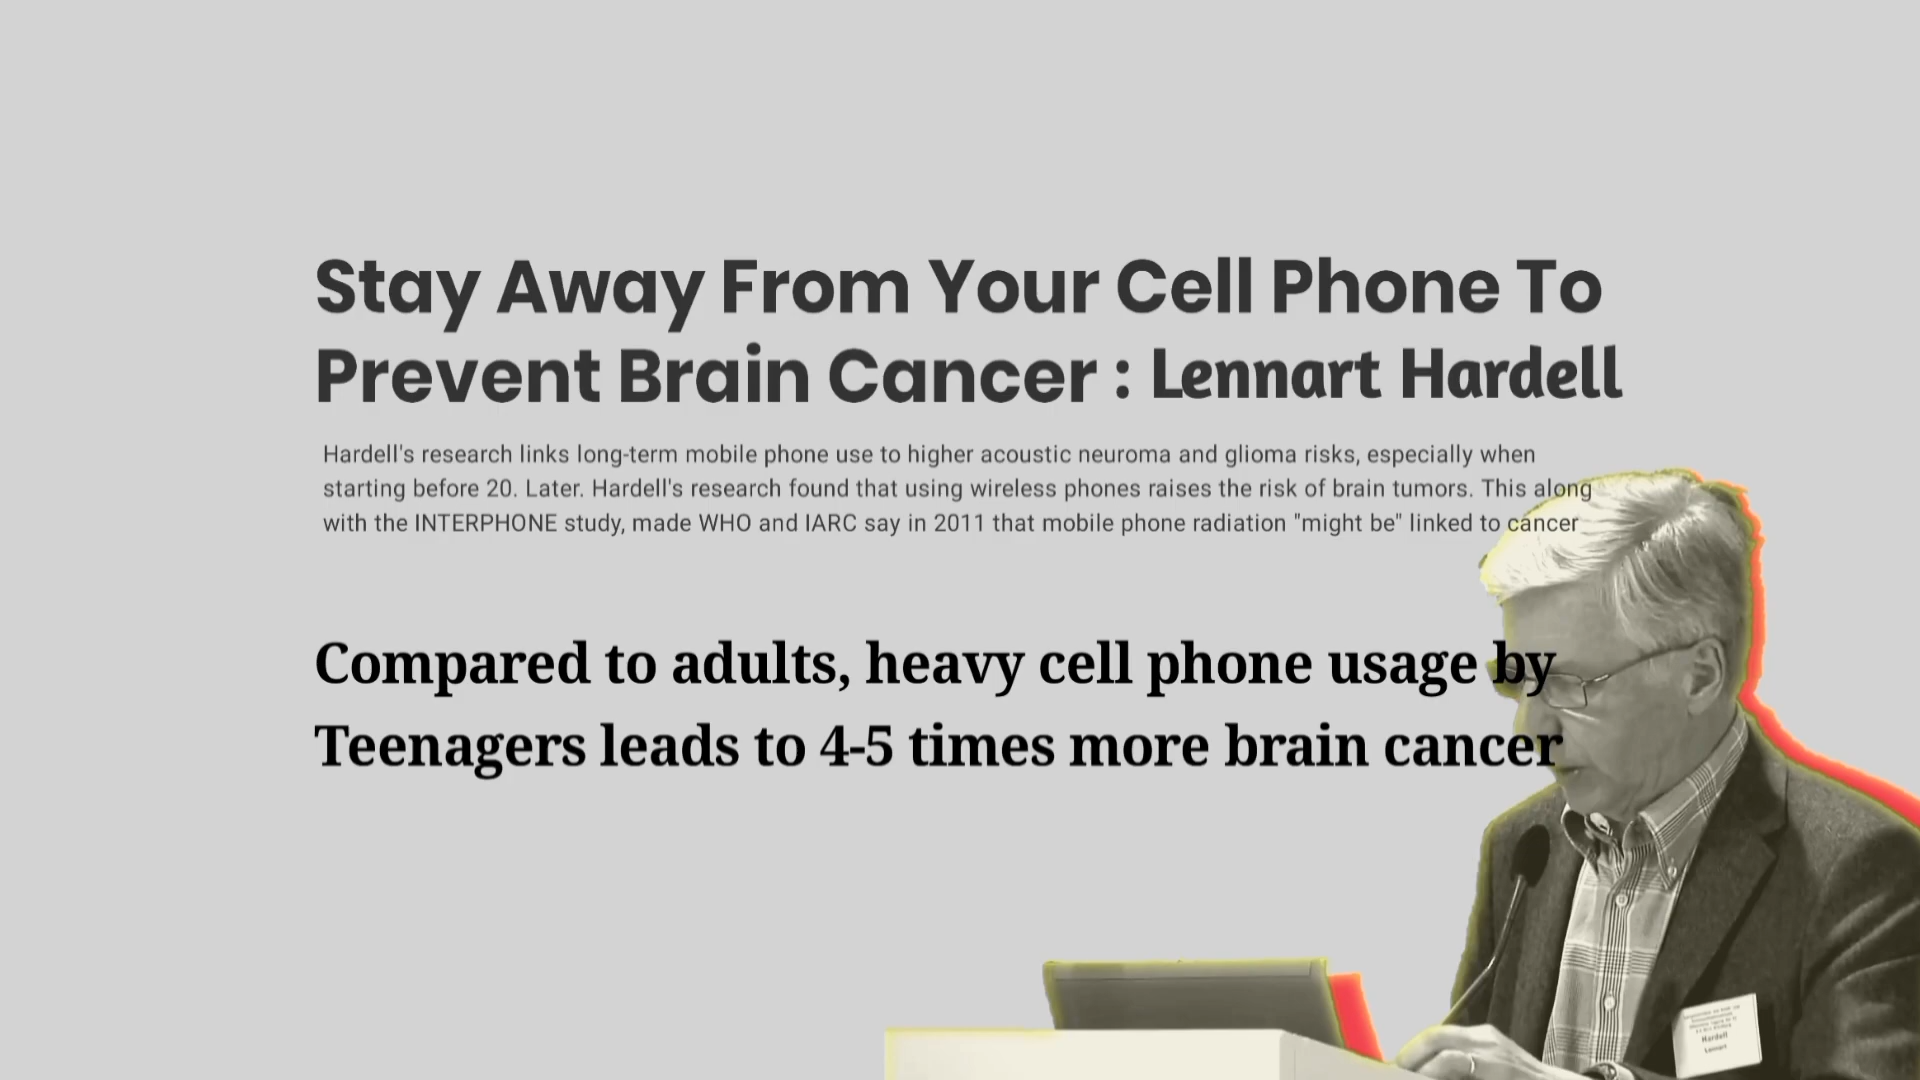 Stay Away From Your Cell Phone To
Prevent Brain Cancer : Lennart Hardell
Hardell's research links long-term mobile phone use to higher acoustic neuroma and glioma risks, especially when
starting before 20. Later. Hardell's research found that using wireless phones raises the risk of brain tumors. This along
with the INTERPHONE study, made WHO and IARC say in 2011 that mobile phone radiation "might be" linked to cancer
Compared to adults, heavy cell phone usage by
Teenagers leads to 4-5 times more brain cancer
Hardell
Lennart